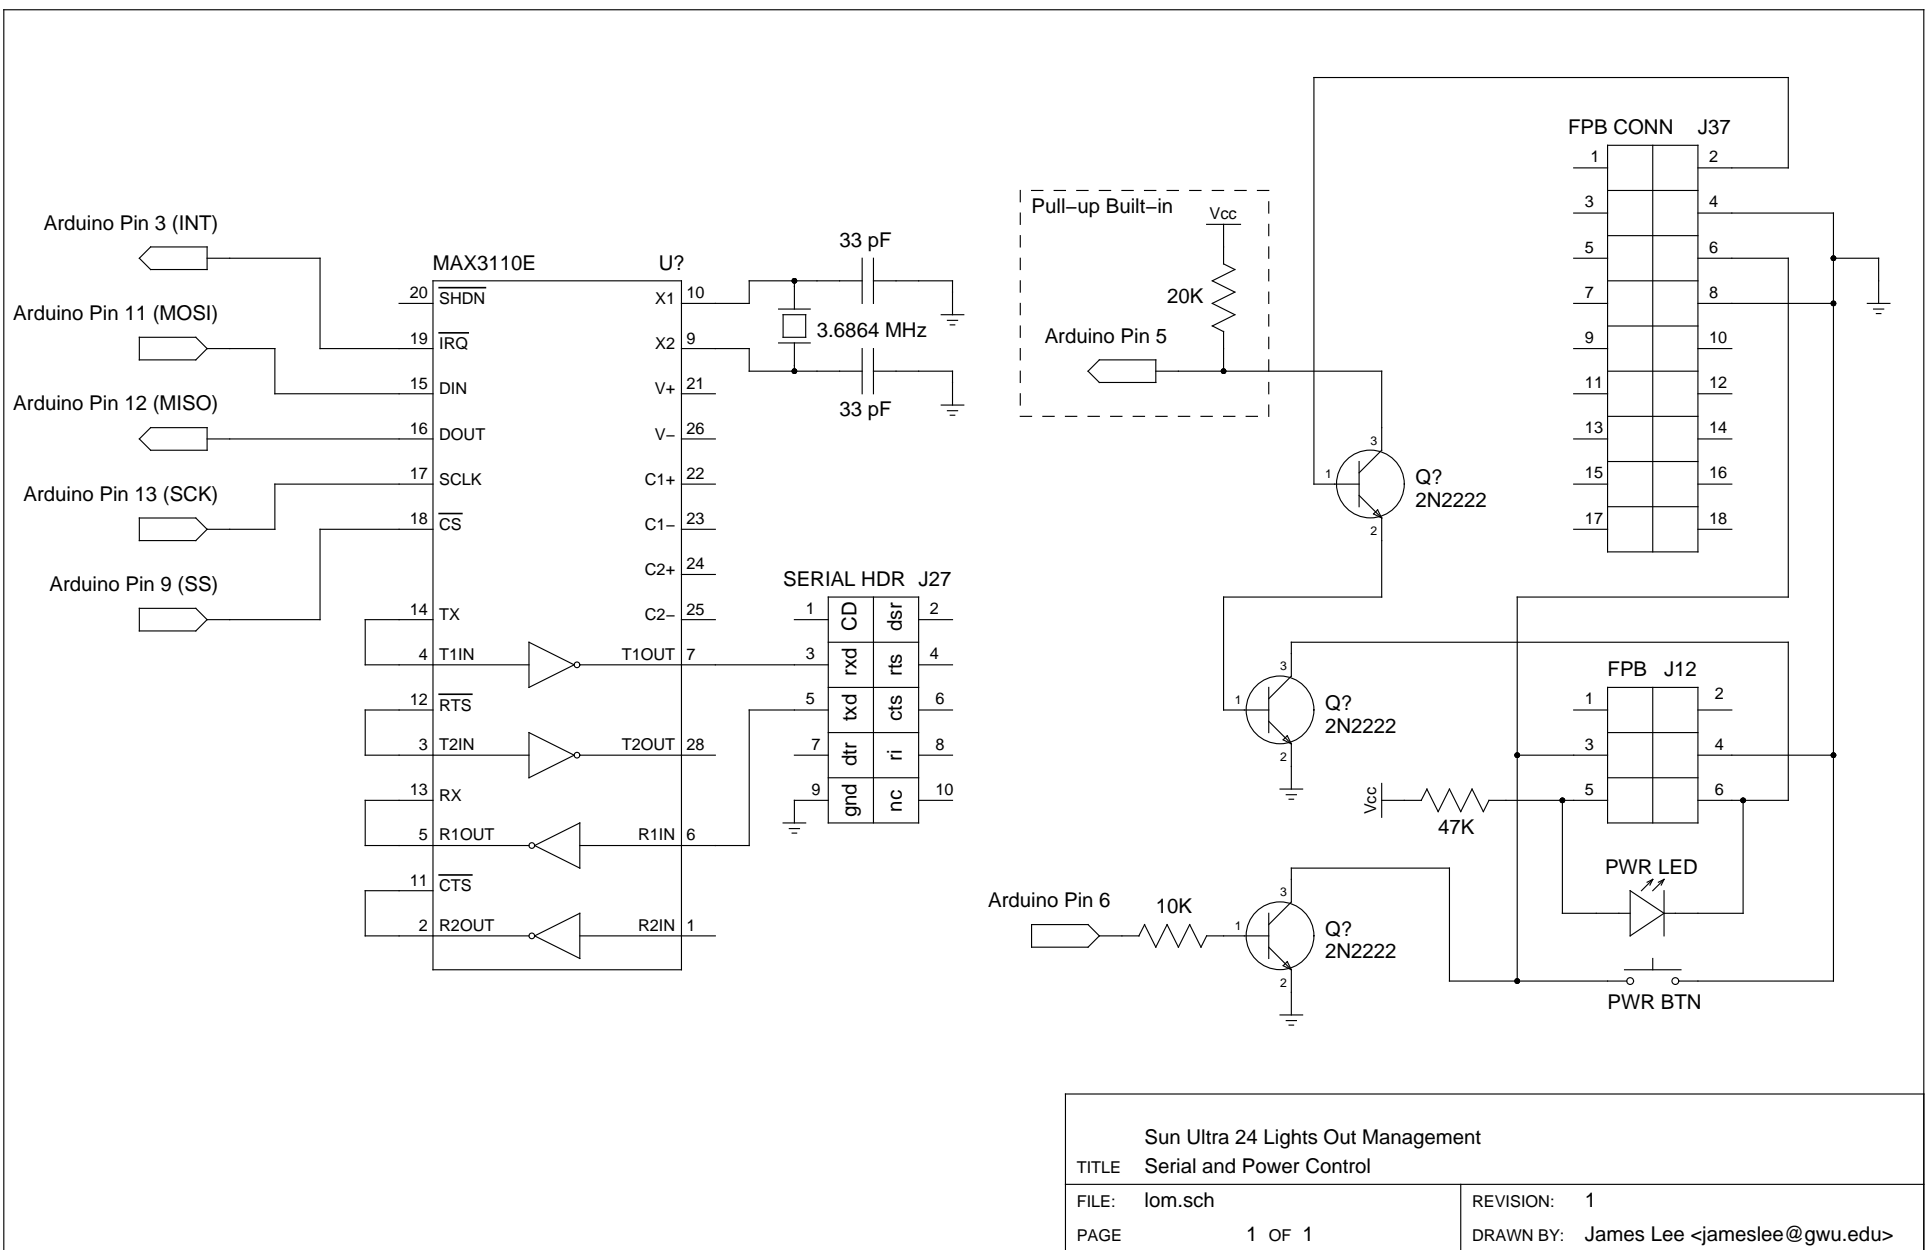 Arduino Pin 3 (INT)
Arduino Pin 11 (MOSI)
Arduino Pin 12 (MISO)
Arduino Pin 13 (SCK)
Arduino Pin 9 (SS)
MAX3110E U?
20 SHDN
19 IRQ
15 DIN
16 DOUT
17 SCLK
18 CS
14 TX
4 T1IN
12 RTS
3 T2IN
13 RX
5 R1OUT
11 CTS
2 R2OUT
X1 10
X2 9
V+ 21
V− 26
C1+ 22
C1− 23
C2+ 24
C2− 25
T1OUT 7
T2OUT 28
R1IN 6
R2IN 1
33 pF
3.6864 MHz
33 pF
SERIAL HDR J27
1 CD dsr 2
3 rxd rts 4
5 txd cts 6
7 dtr ri 8
9 gnd nc 10
Pull−up Built−in
Vcc
20K
Arduino Pin 5
3
1
2
Q?
2N2222
3
1
2
Q?
2N2222
FPB CONN J37
1 2
3 4
5 6
7 8
9 10
11 12
13 14
15 16
17 18
FPB J12
1 2
3 4
5 6
Vcc
47K
PWR LED
PWR BTN
Arduino Pin 6
10K
3
1
2
Q?
2N2222
Sun Ultra 24 Lights Out Management
TITLE Serial and Power Control
FILE: lom.sch
REVISION: 1
PAGE 1 OF 1
DRAWN BY: James Lee <jameslee@gwu.edu>